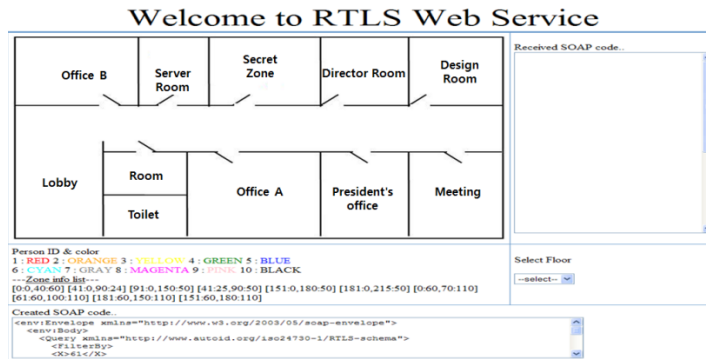 Welcome to RTLS Web Service
Received SOAP code..
Office B
Server
Room
Secret
Zone
Director Room
Design
Room
Lobby
Room
Toilet
Office A
President's
office
Meeting
Person ID & color
1 : RED 2 : ORANGE 3 : YELLOW 4 : GREEN 5 : BLUE
6 : CYAN 7 : GRAY 8 : MAGENTA 9 : PINK 10 : BLACK
---Zone info list---
[0:0,40:60] [41:0,90:24] [91:0,150:50] [41:25,90:50] [151:0,180:50] [181:0,215:50] [0:60,70:110]
[61:60,100:110] [181:60,150:110] [151:60,180:110]
Select Floor
--select--
Created SOAP code..
<env:Envelope xmlns="http://www.w3.org/2003/05/soap-envelope">
<env:Body>
<Query xmlns="http://www.autoid.org/iso24730-1/RTLS-schema">
<FilterBy>
<X>61</X>